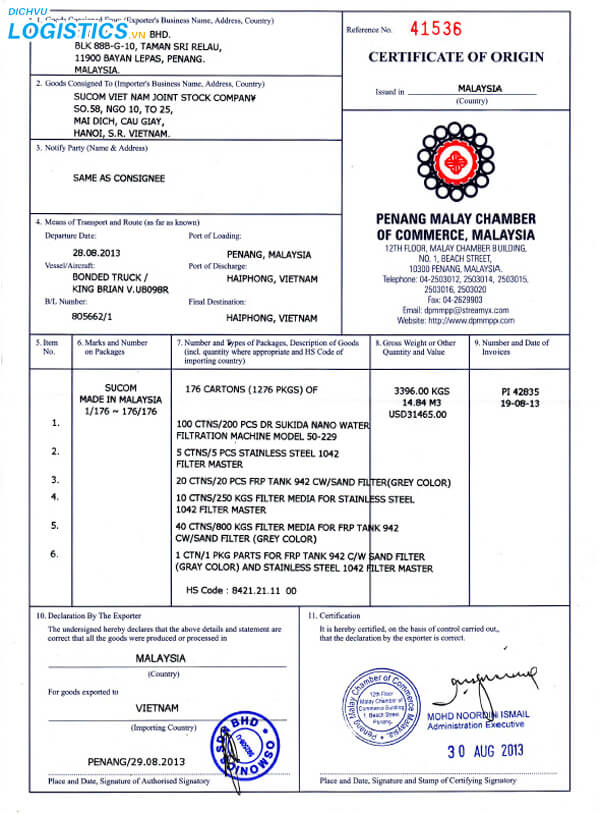 DICHVU
LOGISTICS.VN
1. Goods Consigned From (Exporter's Business Name, Address, Country)
BHD.
BLK 88B-G-10, TAMAN SRI RELAU,
11900 BAYAN LEPAS, PENANG.
MALAYSIA.
2. Goods Consigned To (Importer's Business Name, Address, Country)
SUCOM VIET NAM JOINT STOCK COMPANY
SO.58, NGO 10, TO 25,
MAI DICH, CAU GIAY,
HANOI, S.R. VIETNAM.
3. Notify Party (Name & Address)
SAME AS CONSIGNEE
4. Means of Transport and Route (as far as known)
Departure Date: Port of Loading:
28.08.2013 PENANG, MALAYSIA
Vessel/Aircraft: Port of Discharge:
BONDED TRUCK / HAIPHONG, VIETNAM
KING BRIAN V.UB098R
B/L Number: Final Destination:
805662/1 HAIPHONG, VIETNAM
Reference No. 41536
CERTIFICATE OF ORIGIN
Issued in MALAYSIA
(Country)
PENANG MALAY CHAMBER
OF COMMERCE, MALAYSIA
12TH FLOOR, MALAY CHAMBER BUILDING,
NO. 1, BEACH STREET,
10300 PENANG, MALAYSIA.
Telephone: 04-2503012, 2503014, 2503015,
2503016, 2503020
Fax: 04-2629903
Email: dpmmpp@streamyx.com
Website: http://www.dpmmpp.com
5. Item
No.
6. Marks and Number
on Packages
7. Number and Types of Packages, Description of Goods
(incl. quantity where appropriate and HS Code of
importing country)
8. Gross Weight or Other
Quantity and Value
9. Number and Date of
Invoices
SUCOM 176 CARTONS (1276 PKGS) OF 3396.00 KGS PI 42835
MADE IN MALAYSIA 14.84 M3 19-08-13
1/176 ~ 176/176 USD31465.00
1. 100 CTNS/200 PCS DR SUKIDA NANO WATER
FILTRATION MACHINE MODEL 50-229
2. 5 CTNS/5 PCS STAINLESS STEEL 1042
FILTER MASTER
3. 20 CTNS/20 PCS FRP TANK 942 CW/SAND FILTER(GREY COLOR)
4. 10 CTNS/250 KGS FILTER MEDIA FOR STAINLESS STEEL
1042 FILTER MASTER
5. 40 CTNS/800 KGS FILTER MEDIA FOR FRP TANK 942
CW/SAND FILTER (GREY COLOR)
6. 1 CTN/1 PKG PARTS FOR FRP TANK 942 C/W SAND FILTER
(GRAY COLOR) AND STAINLESS STEEL 1042 FILTER MASTER
HS Code : 8421.21.11 00
10. Declaration By The Exporter
The undersigned hereby declares that the above details and statement are
correct that all the goods were produced or processed in
MALAYSIA
(Country)
For goods exported to
VIETNAM
(Importing Country)
PENANG/29.08.2013
OSMONICS SDN BHD
Place and Date, Signature of Authorised Signatory
11. Certification
It is hereby certified, on the basis of control carried out,
that the declaration by the exporter is correct.
Penang Malay Chamber of Commerce Malaysia
12th Floor
Malay Chamber of
Commerce Building
1. Beach Street
Penang.
MOHD NOORDIN ISMAIL
Administration Executive
30 AUG 2013
Place and Date, Signature and Stamp of Certifying Signatory